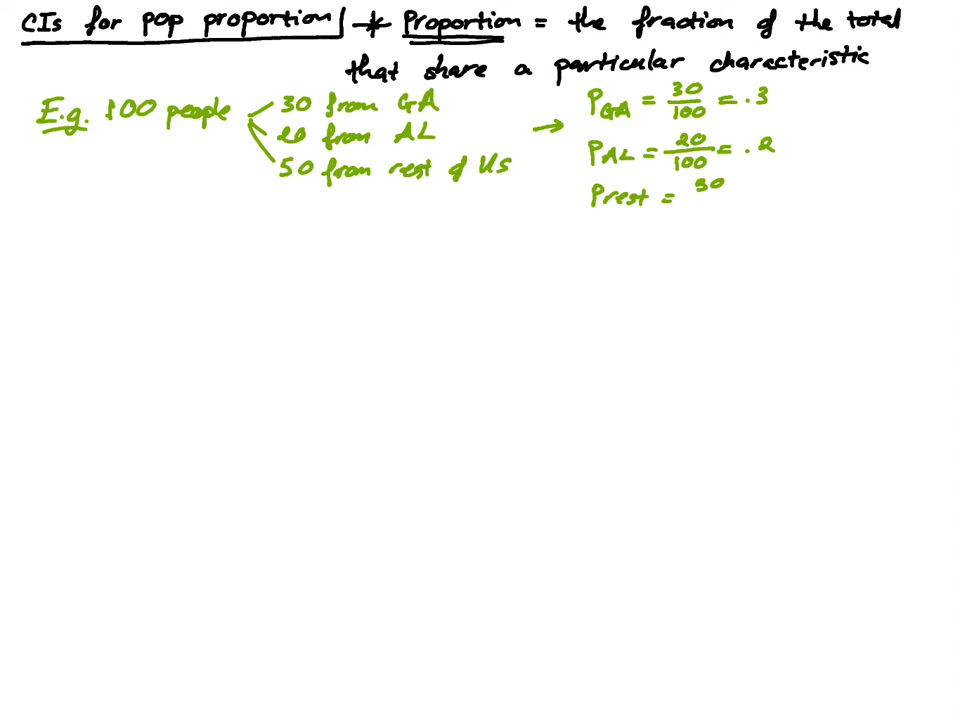 CIs for pop proportion * Proportion = the fraction of the total
that share a particular characteristic
E.g. 100 people
30 from GA
20 from AL
50 from rest of US
→ PGA = 30/100 = .3
PAL = 20/100 = .2
Prest = 30